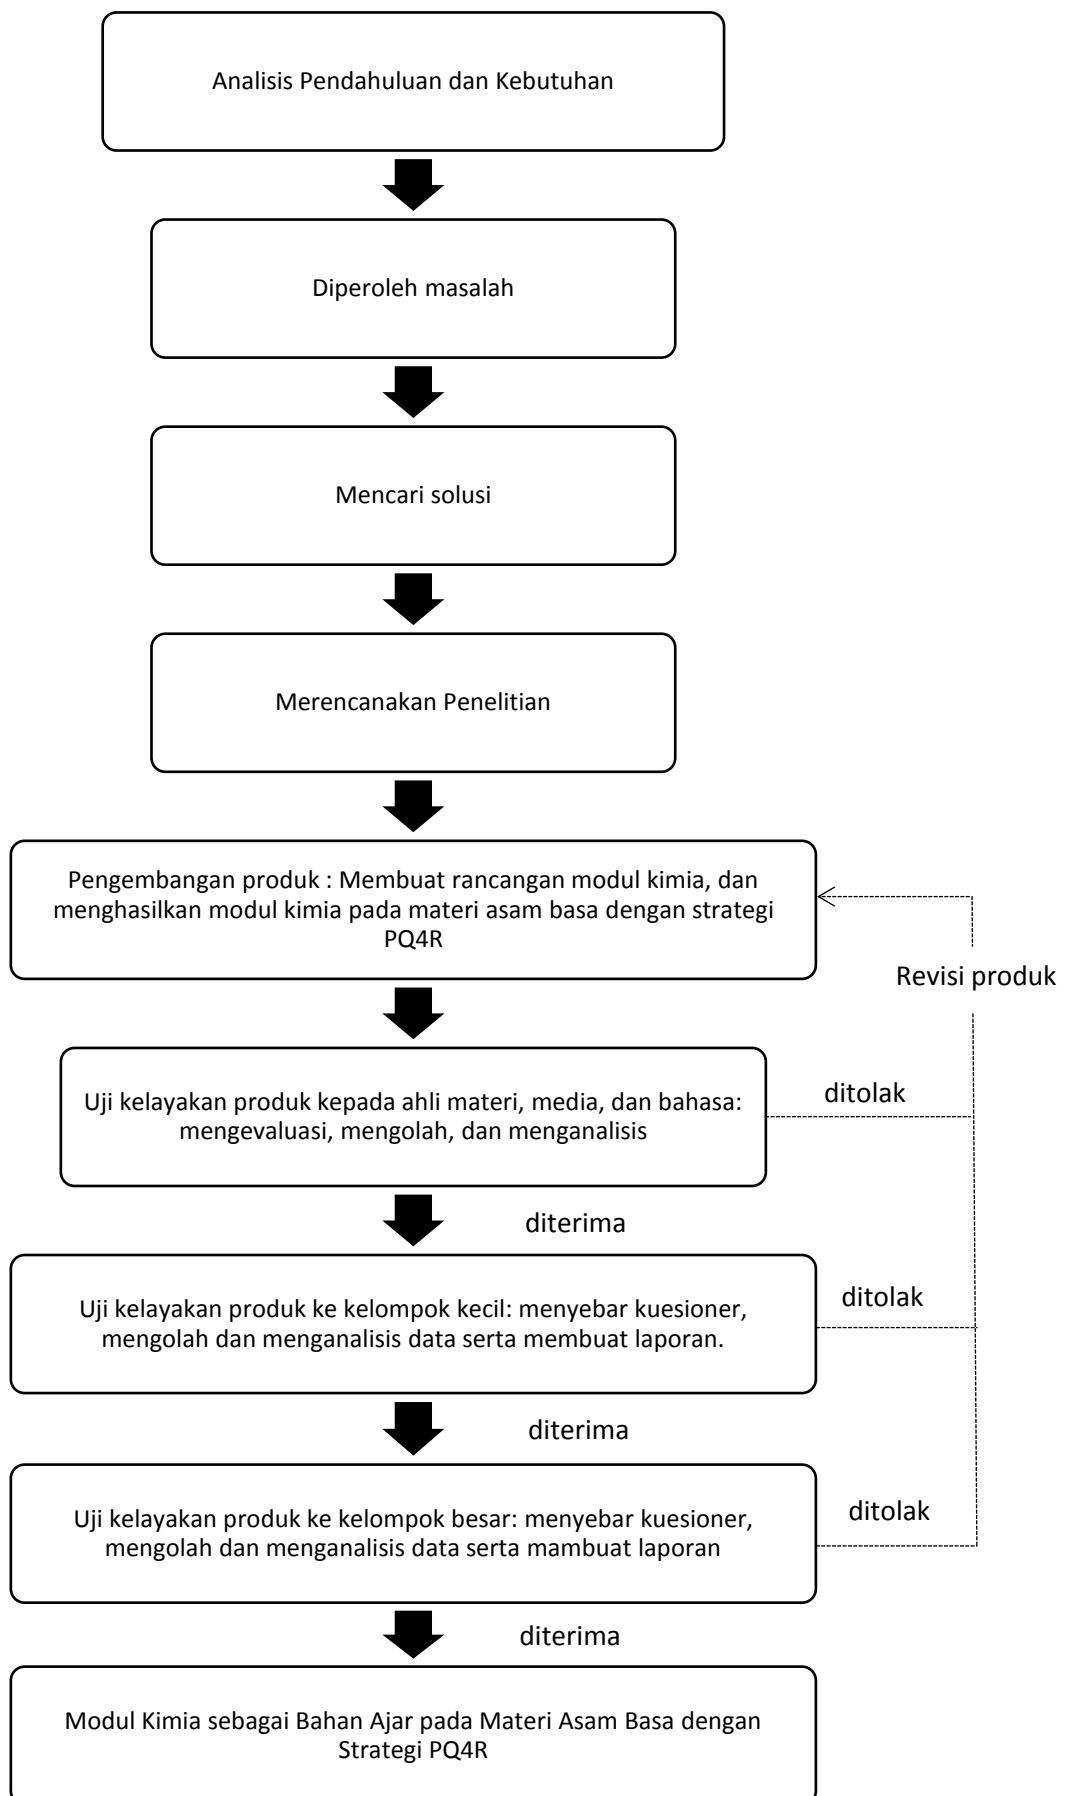 Analisis Pendahuluan dan Kebutuhan
Diperoleh masalah
Mencari solusi
Merencanakan Penelitian
Pengembangan produk : Membuat rancangan modul kimia, dan
menghasilkan modul kimia pada materi asam basa dengan strategi
PQ4R
Revisi produk
Uji kelayakan produk kepada ahli materi, media, dan bahasa:
mengevaluasi, mengolah, dan menganalisis
ditolak
diterima
Uji kelayakan produk ke kelompok kecil: menyebar kuesioner,
mengolah dan menganalisis data serta membuat laporan.
ditolak
diterima
Uji kelayakan produk ke kelompok besar: menyebar kuesioner,
mengolah dan menganalisis data serta mambuat laporan
ditolak
diterima
Modul Kimia sebagai Bahan Ajar pada Materi Asam Basa dengan
Strategi PQ4R